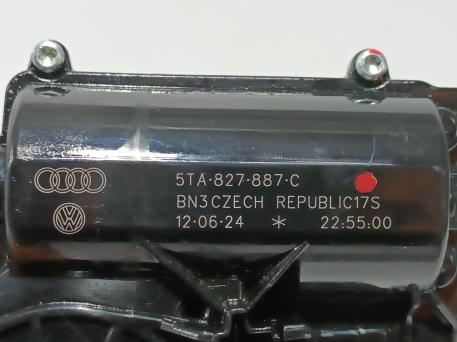 5TA·827·887·C
BN3CZECH REPUBLIC17S
12·06·24 * 22:55:00